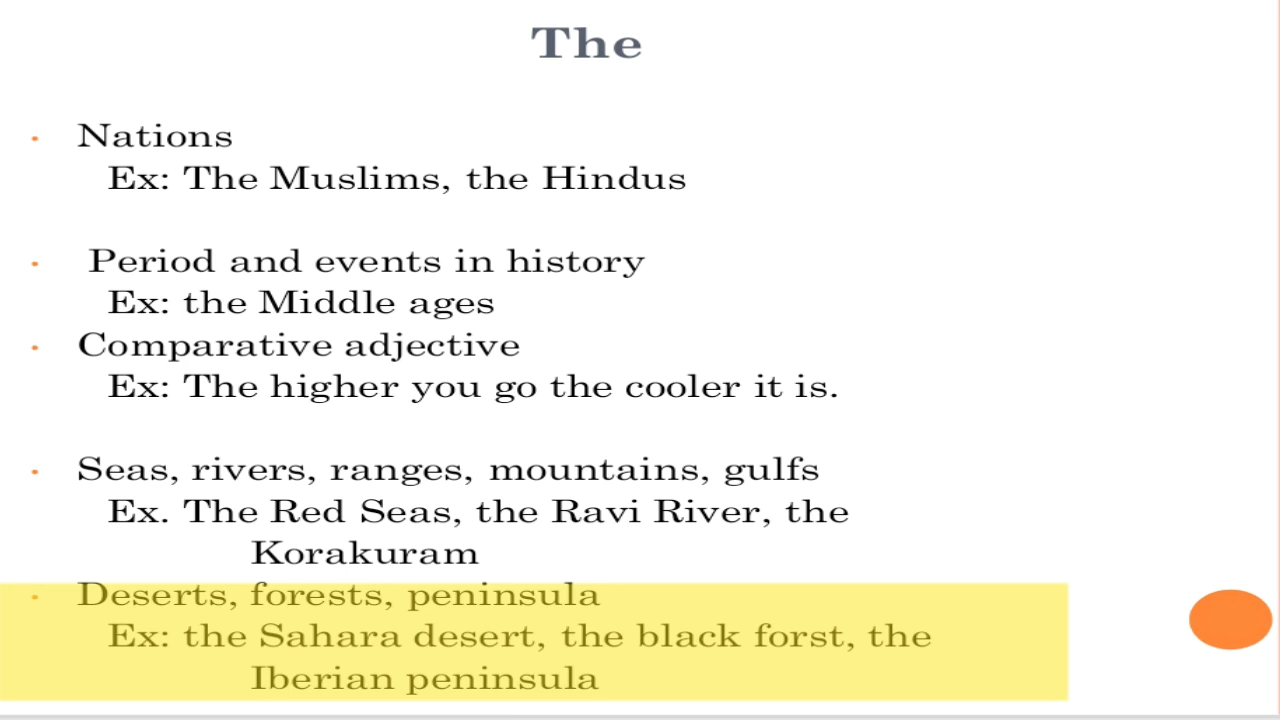 The
• Nations
Ex: The Muslims, the Hindus
• Period and events in history
Ex: the Middle ages
• Comparative adjective
Ex: The higher you go the cooler it is.
• Seas, rivers, ranges, mountains, gulfs
Ex. The Red Seas, the Ravi River, the
Korakuram
• Deserts, forests, peninsula
Ex: the Sahara desert, the black forst, the
Iberian peninsula